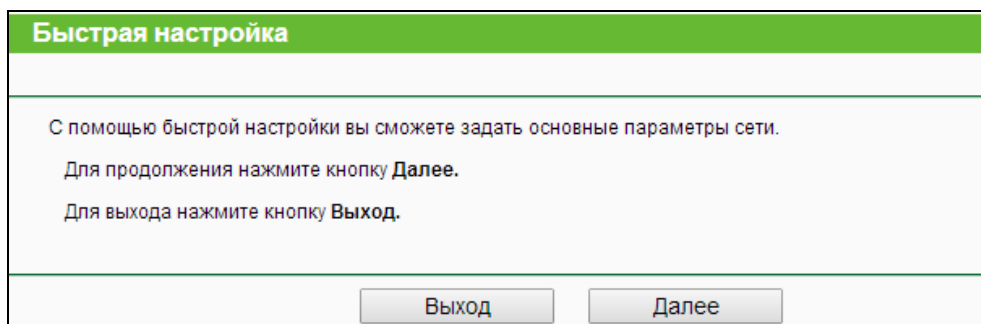 Быстрая настройка
С помощью быстрой настройки вы сможете задать основные параметры сети.
Для продолжения нажмите кнопку Далее.
Для выхода нажмите кнопку Выход.
Выход Далее